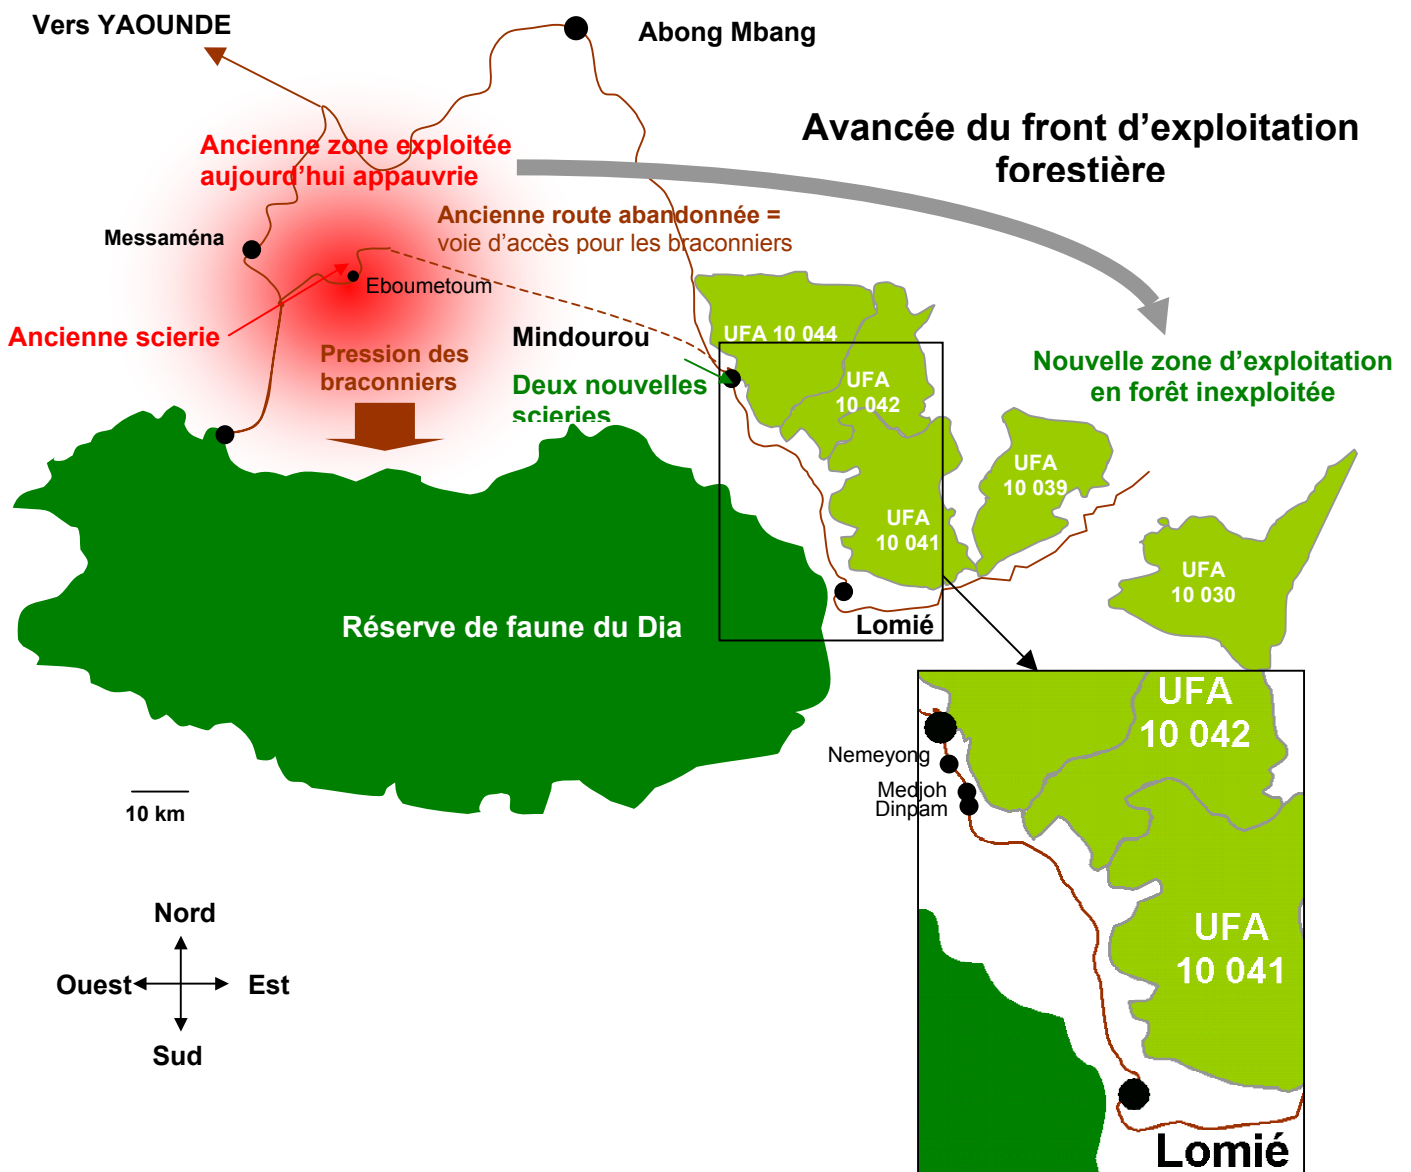 Vers YAOUNDE
Abong Mbang
Avancée du front d'exploitation
forestière
Ancienne zone exploitée
aujourd'hui appauvrie
Ancienne route abandonnée =
voie d'accès pour les braconniers
Messaména
Eboumetoum
Ancienne scierie
Pression des
braconniers
Mindourou
Deux nouvelles
scieries
UFA 10 044
UFA
10 042
Nouvelle zone d'exploitation
en forêt inexploitée
UFA
10 039
UFA
10 041
UFA
10 030
Réserve de faune du Dja
Lomié
UFA
10 042
Nemeyong
Medjoh
Dinpam
UFA
10 041
Lomié
10 km
Nord
Ouest
Est
Sud